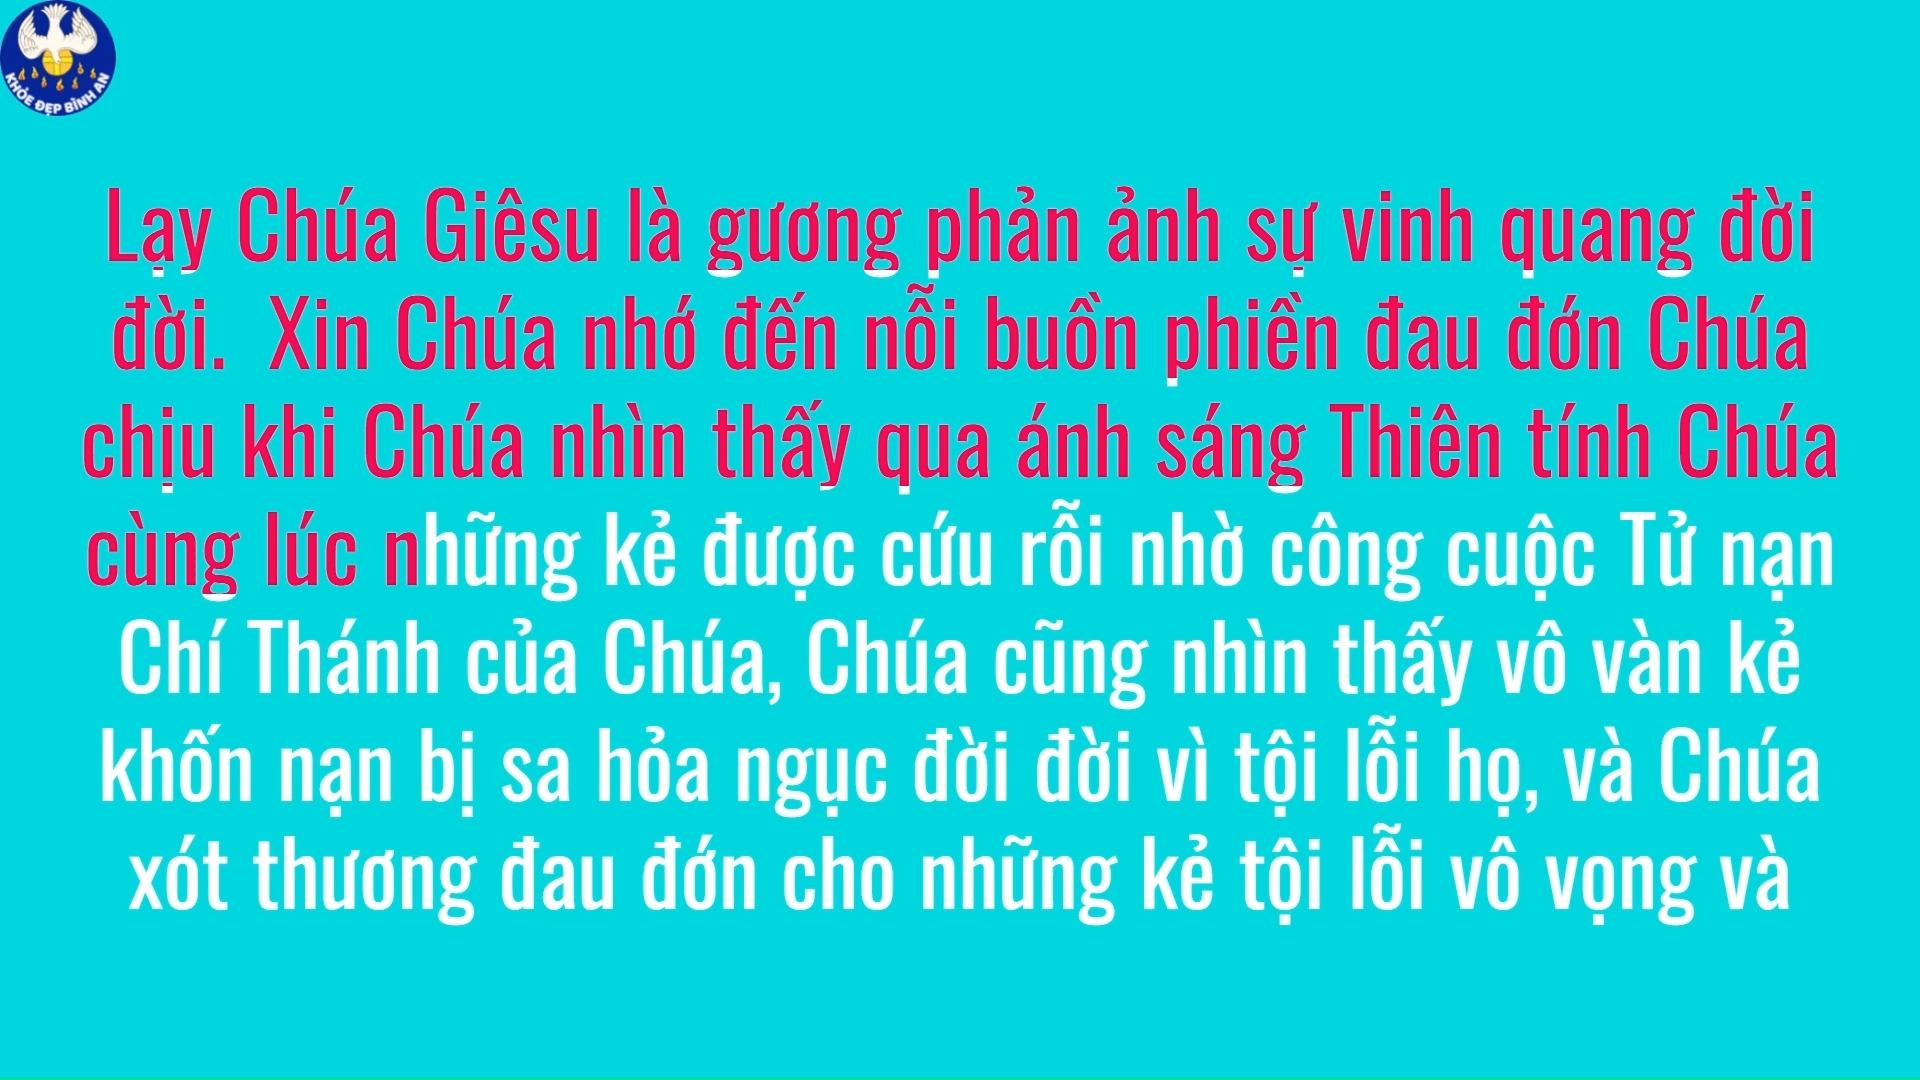 KHỎE ĐẸP BÌNH AN
Lạy Chúa Giêsu là gương phản ảnh sự vinh quang đời
đời.  Xin Chúa nhớ đến nỗi buồn phiền đau đớn Chúa
chịu khi Chúa nhìn thấy qua ánh sáng Thiên tính Chúa
cùng lúc những kẻ được cứu rỗi nhờ công cuộc Tử nạn
Chí Thánh của Chúa, Chúa cũng nhìn thấy vô vàn kẻ
khốn nạn bị sa hỏa ngục đời đời vì tội lỗi họ, và Chúa
xót thương đau đớn cho những kẻ tội lỗi vô vọng và